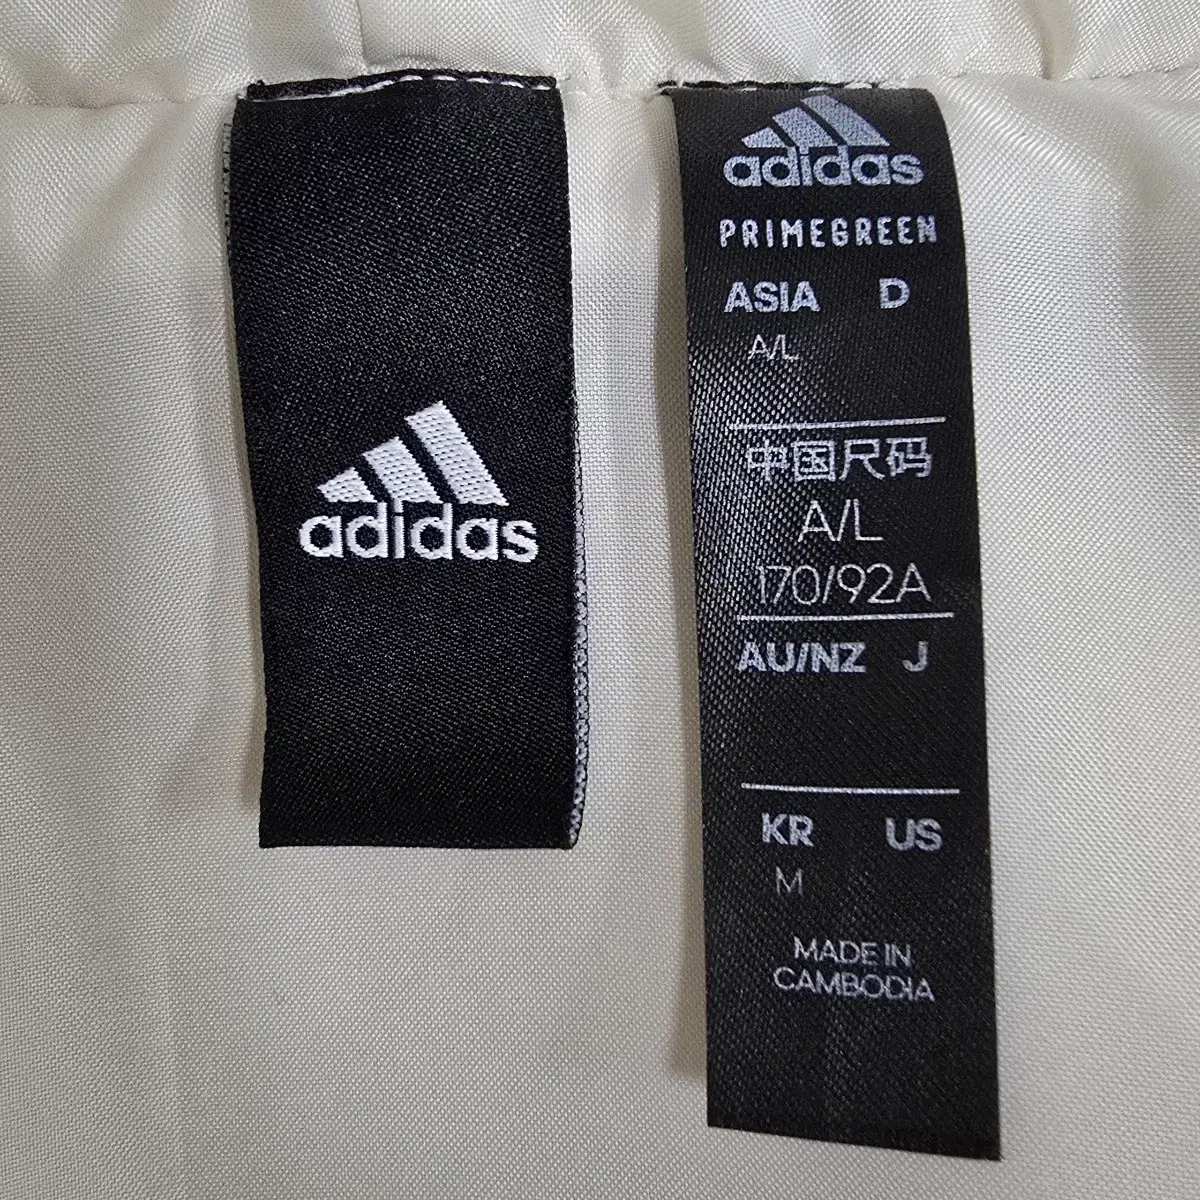 adidas
adidas
PRIMEGREEN
ASIA D
A/L
中国尺码
A/L
170/92A
AU/NZ J
KR US
M
MADE IN
CAMBODIA